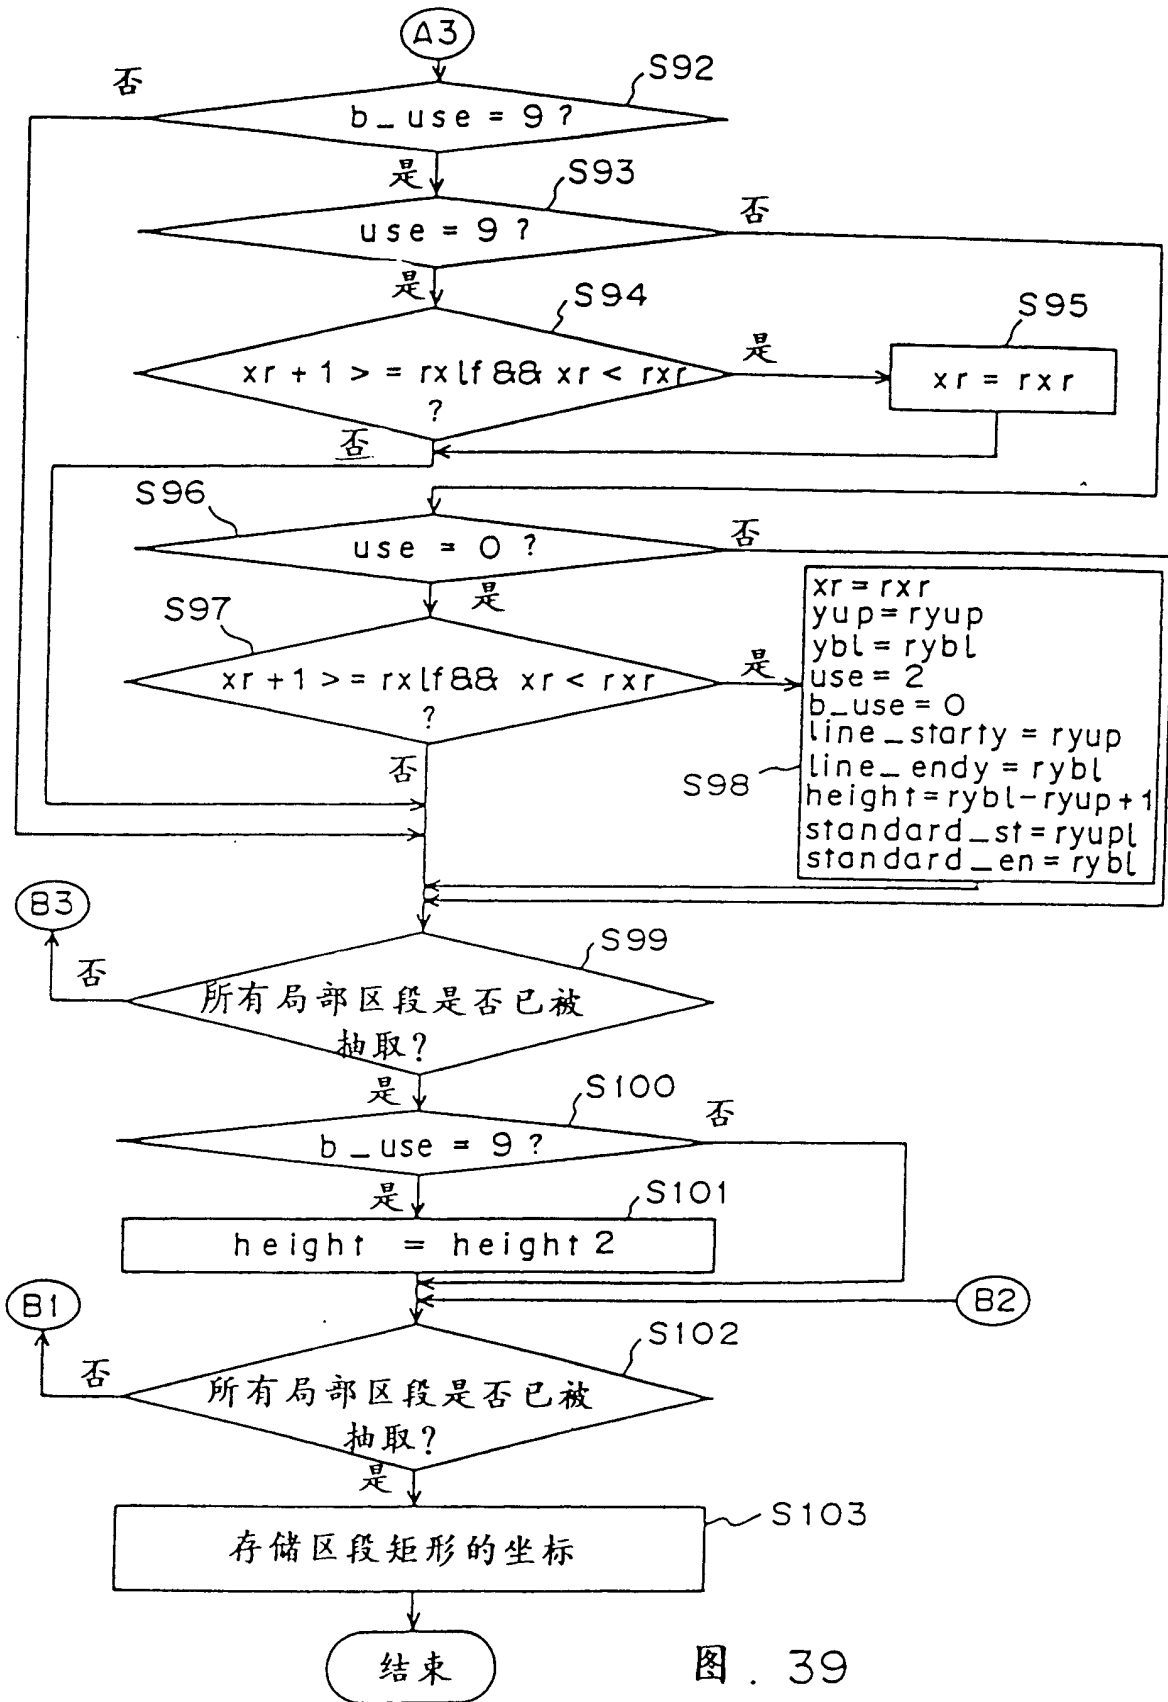 A3
S92
否
b_use = 9 ?
是
S93
否
use = 9 ?
是
S94
S95
xr + 1 > = rxlf && xr < rxr
?
是
xr = rxr
否
S96
use = 0 ?
否
是
S97
xr + 1 > = rxlf && xr < rxr
?
是
否
xr = rxr
yup = ryup
ybl = rybl
use = 2
b_use = 0
line_starty = ryup
line_endy = rybl
height = rybl-ryup+1
standard_st = ryupl
standard_en = rybl
S98
B3
否
S99
所有局部区段是否已被
抽取?
是
S100
b_use = 9 ?
否
是
S101
height = height 2
B1
B2
否
S102
所有局部区段是否已被
抽取?
是
S103
存储区段矩形的坐标
结束
图. 39